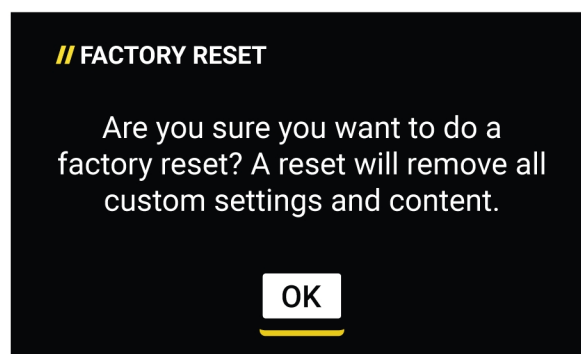 // FACTORY RESET
Are you sure you want to do a
factory reset? A reset will remove all
custom settings and content.
OK